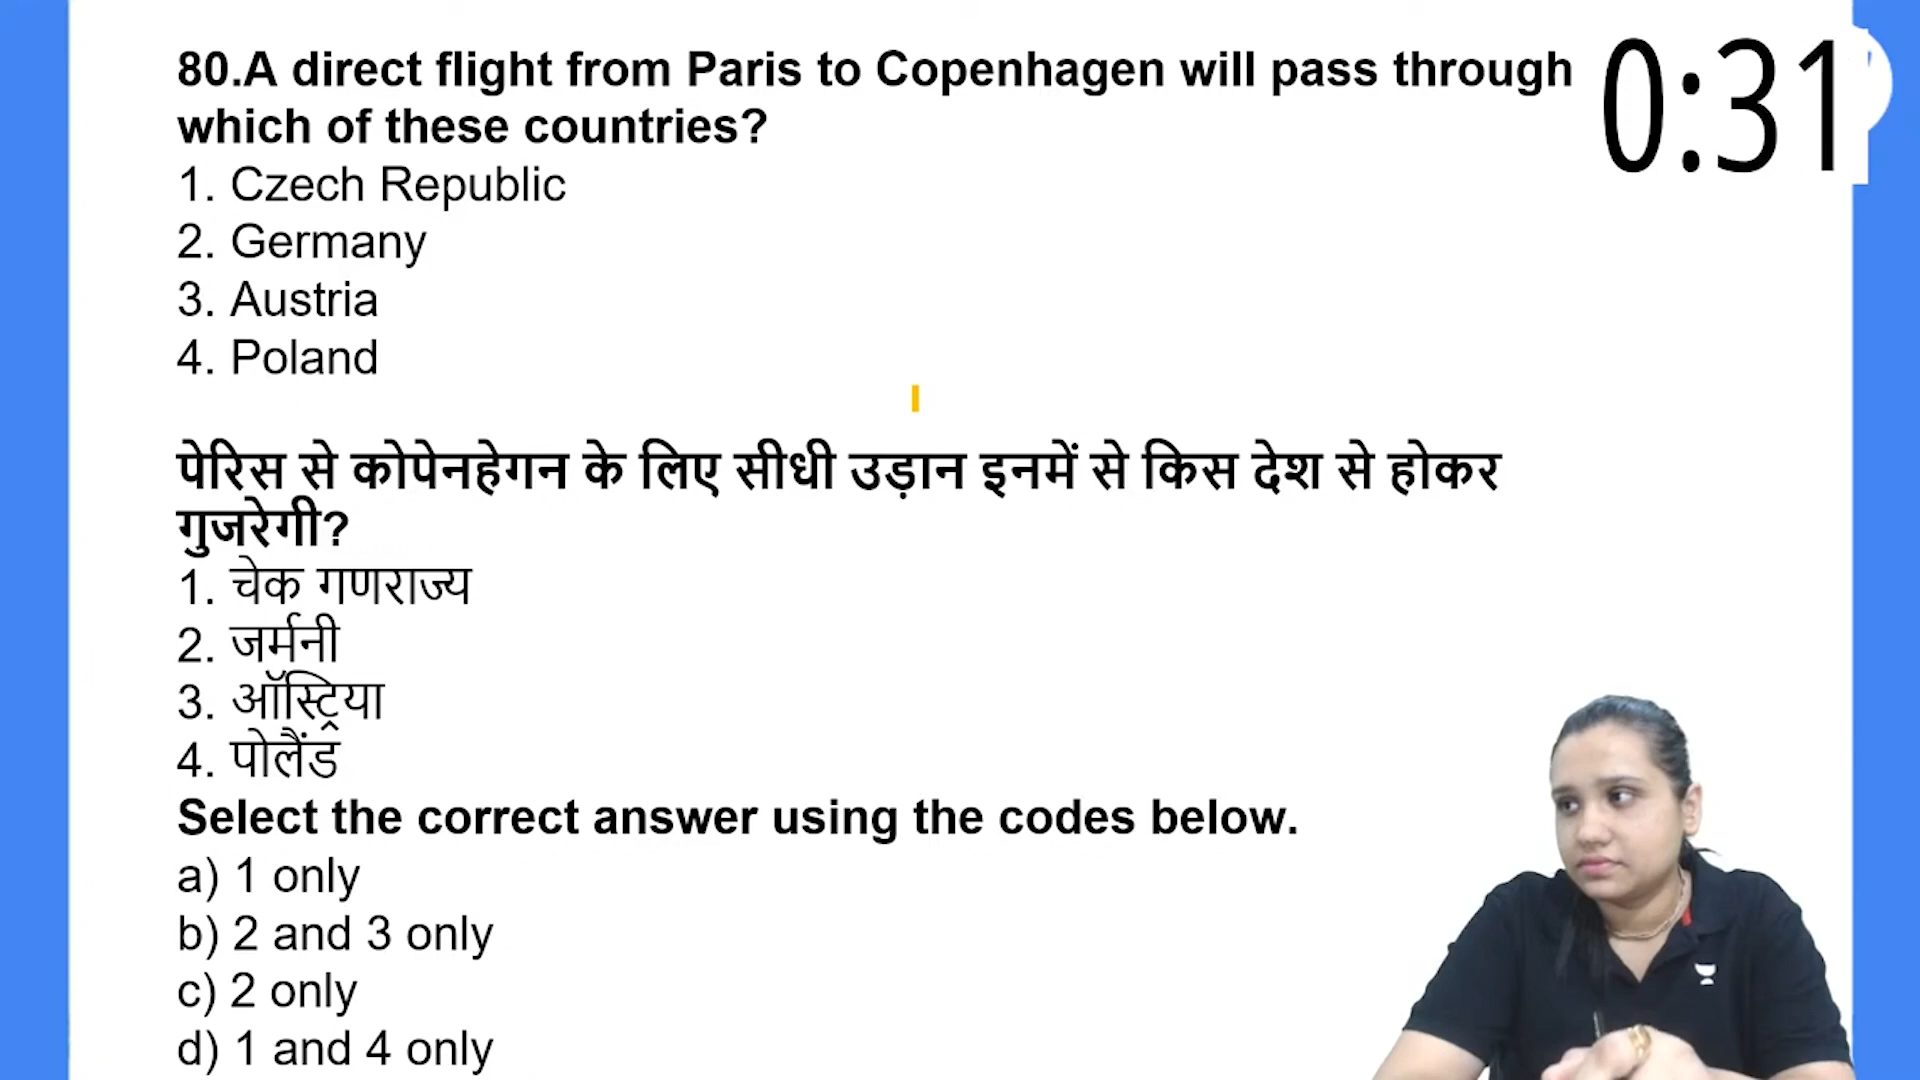 80.A direct flight from Paris to Copenhagen will pass through
which of these countries?
0:31
1. Czech Republic
2. Germany
3. Austria
4. Poland
पेरिस से कोपेनहेगन के लिए सीधी उड़ान इनमें से किस देश से होकर
गुजरेगी?
1. चेक गणराज्य
2. जर्मनी
3. ऑस्ट्रिया
4. पोलैंड
Select the correct answer using the codes below.
a) 1 only
b) 2 and 3 only
c) 2 only
d) 1 and 4 only